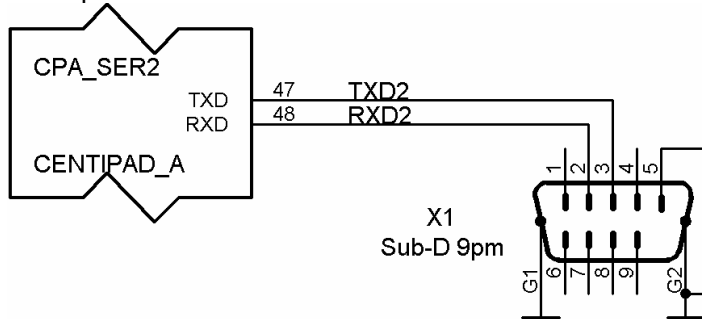 CPA_SER2
TXD 47 TXD2
RXD 48 RXD2
CENTIPAD_A
1 2 3 4 5
X1
Sub-D 9pm
6 7 8 9
G1 G2